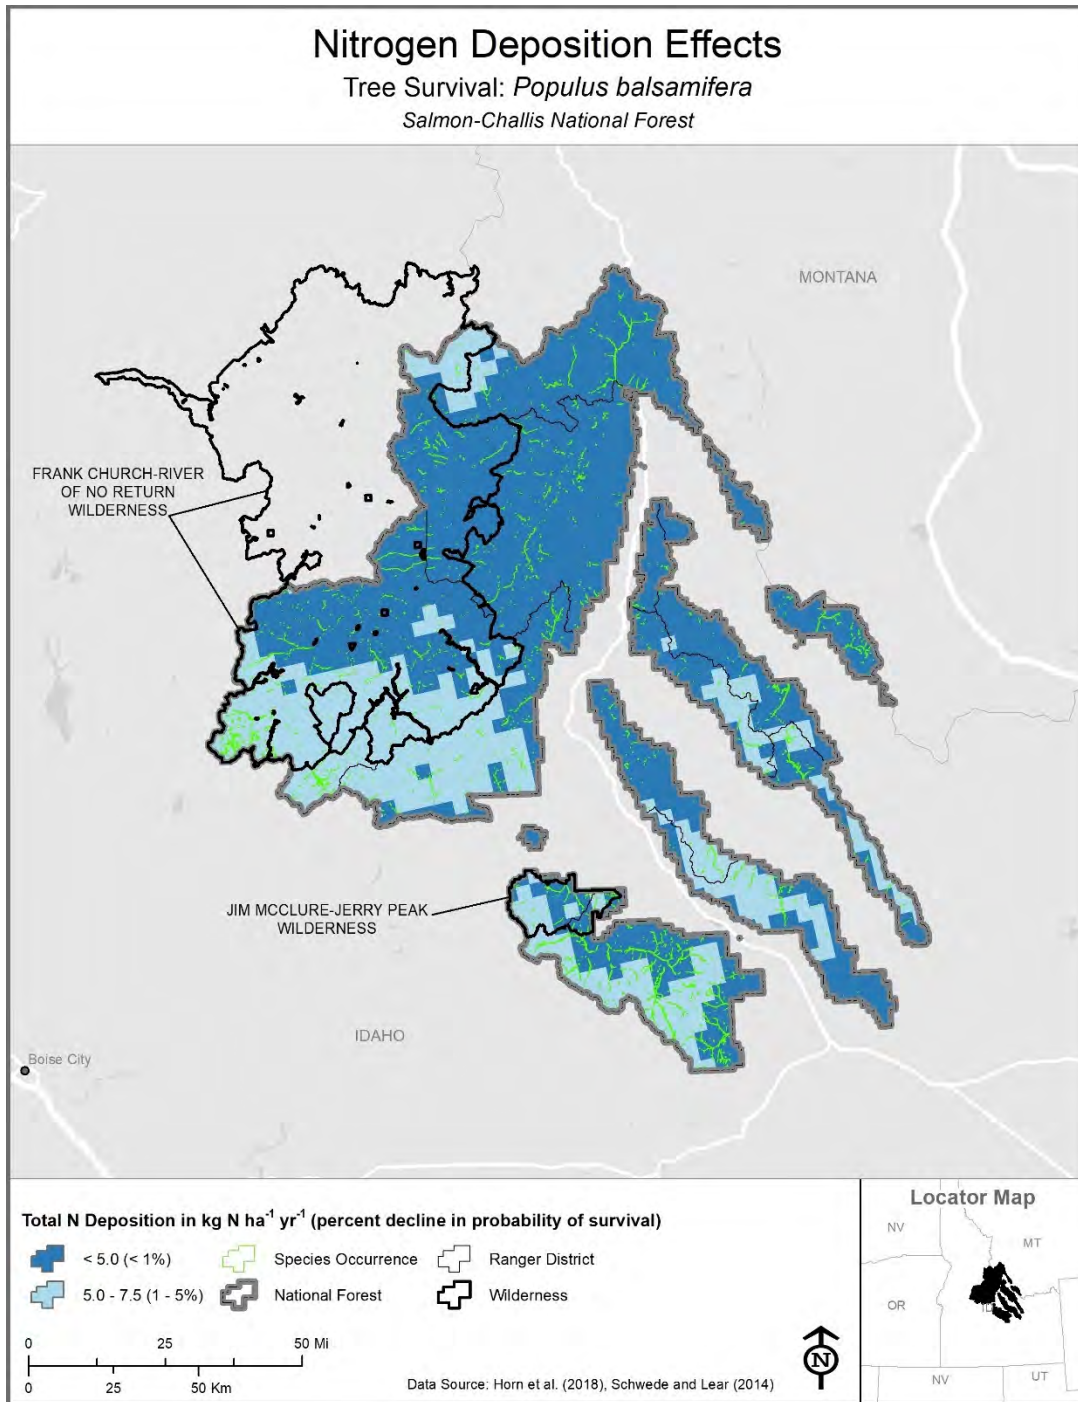 Nitrogen Deposition Effects
Tree Survival: Populus balsamifera
Salmon-Challis National Forest
MONTANA
FRANK CHURCH-RIVER
OF NO RETURN
WILDERNESS
JIM MCCLURE-JERRY PEAK
WILDERNESS
IDAHO
Boise City
Total N Deposition in kg N ha⁻¹ yr⁻¹ (percent decline in probability of survival)
< 5.0 (< 1%) Species Occurrence Ranger District
5.0 - 7.5 (1 - 5%) National Forest Wilderness
0 25 50 Mi
0 25 50 Km
Data Source: Horn et al. (2018), Schwede and Lear (2014)
N
Locator Map
NV
MT
OR
ID
NV
UT